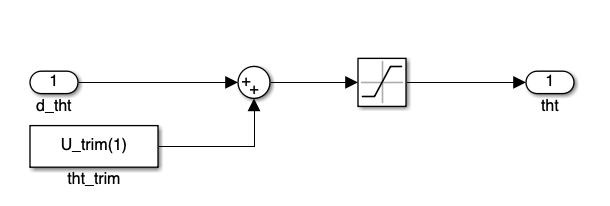 1
d_tht
++
1
tht
U_trim(1)
tht_trim